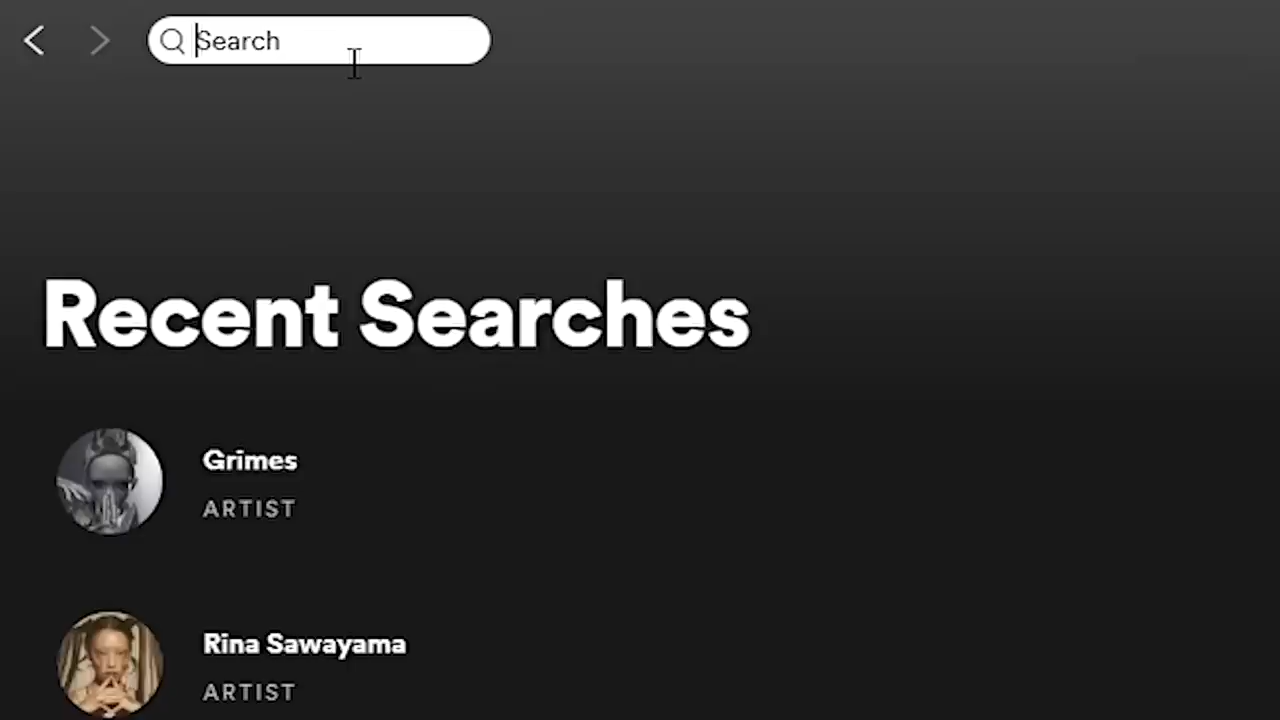 Search
Recent Searches
Grimes
ARTIST
Rina Sawayama
ARTIST